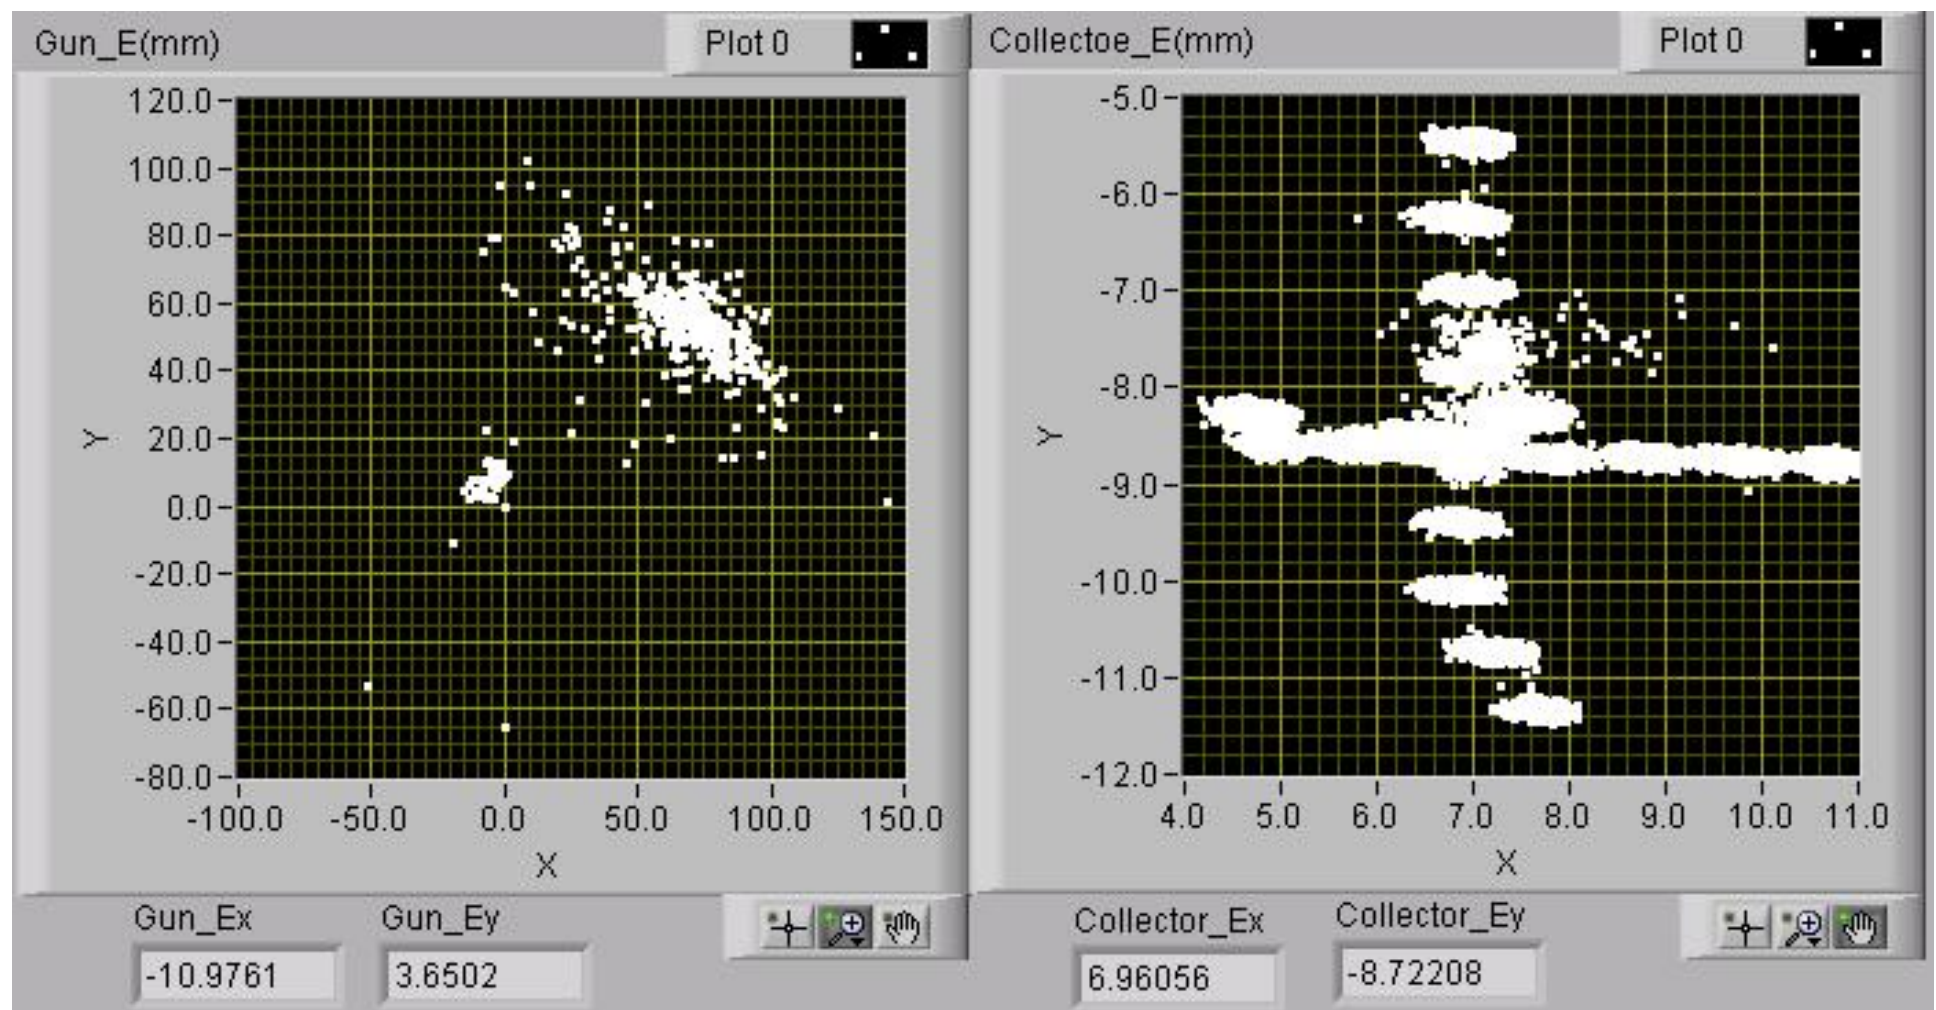 Gun_E(mm)
Plot 0
120.0
100.0
80.0
60.0
40.0
20.0
0.0
-20.0
-40.0
-60.0
-80.0
Y
-100.0 -50.0 0.0 50.0 100.0 150.0
X
Gun_Ex Gun_Ey
-10.9761 3.6502
Collectoe_E(mm)
Plot 0
-5.0
-6.0
-7.0
-8.0
-9.0
-10.0
-11.0
-12.0
Y
4.0 5.0 6.0 7.0 8.0 9.0 10.0 11.0
X
Collector_Ex Collector_Ey
6.96056 -8.72208